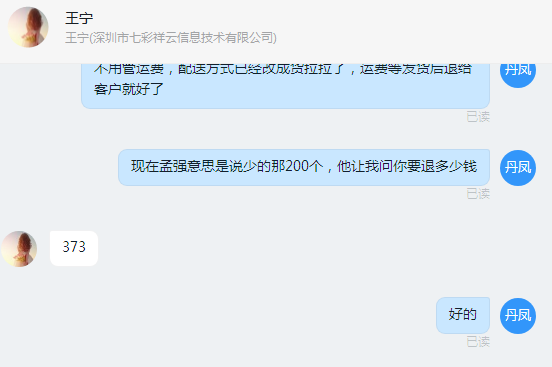 王宁
王宁(深圳市七彩祥云信息技术有限公司)
不用管运费，配送方式已经改成货拉拉了，运费等发货后退给
客户就好了
丹凤
已读
现在孟强意思是说少的那200个，他让我问你要退多少钱
丹凤
已读
373
好的
丹凤
已读